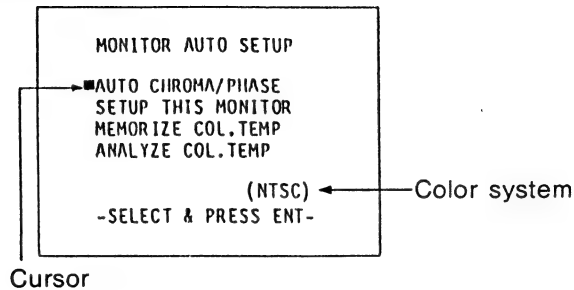 MONITOR AUTO SETUP
AUTO CHROMA/PHASE
SETUP THIS MONITOR
MEMORIZE COL.TEMP
ANALYZE COL.TEMP
(NTSC) Color system
-SELECT & PRESS ENT-
Cursor